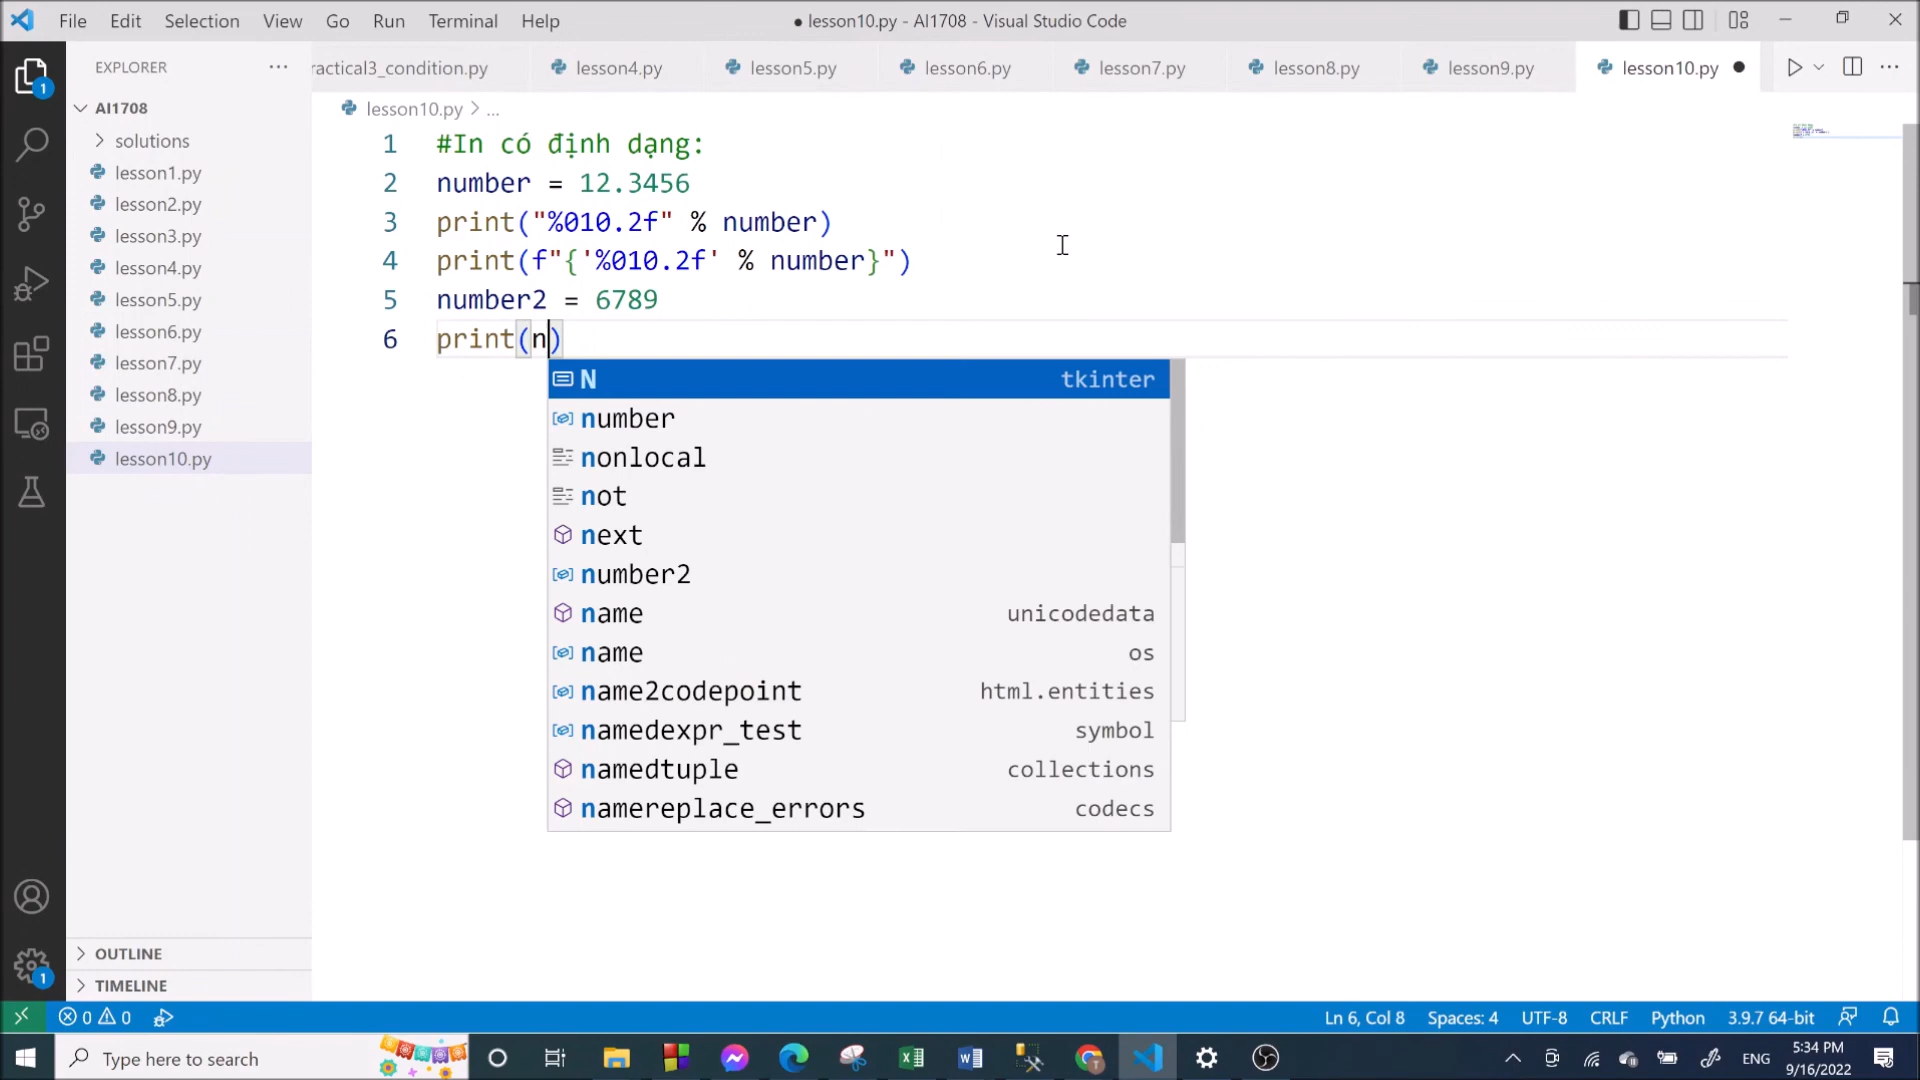 File Edit Selection View Go Run Terminal Help
● lesson10.py - AI1708 - Visual Studio Code
EXPLORER
ractical3_condition.py lesson4.py lesson5.py lesson6.py lesson7.py lesson8.py lesson9.py lesson10.py
AI1708
solutions
lesson1.py
lesson2.py
lesson3.py
lesson4.py
lesson5.py
lesson6.py
lesson7.py
lesson8.py
lesson9.py
lesson10.py
OUTLINE
TIMELINE
lesson10.py > ...
1 #In có định dạng:
2 number = 12.3456
3 print("%010.2f" % number)
4 print(f"{'%010.2f' % number}")
5 number2 = 6789
6 print(n)
N tkinter
number
nonlocal
not
next
number2
name unicodedata
name os
name2codepoint html.entities
namedexpr_test symbol
namedtuple collections
namereplace_errors codecs
1
1
0 0
Ln 6, Col 8 Spaces: 4 UTF-8 CRLF Python 3.9.7 64-bit
Type here to search
ENG
5:34 PM
9/16/2022